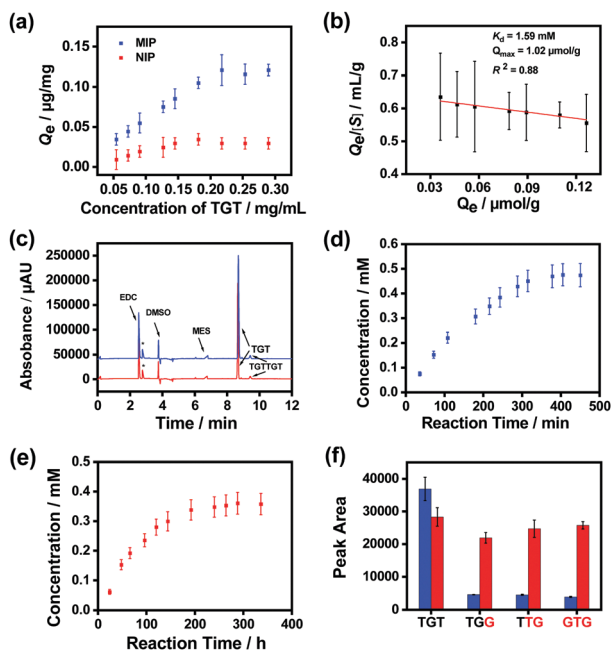 (a)
MIP
NIP
Qe / μg/mg
0.15
0.10
0.05
0.00
0.05 0.10 0.15 0.20 0.25 0.30
Concentration of TGT / mg/mL
(b)
Kd = 1.59 mM
Qmax = 1.02 μmol/g
R² = 0.88
Qe/[S] / mL/g
0.8
0.7
0.6
0.5
0.4
0.03 0.06 0.09 0.12
Qe / μmol/g
(c)
Absobance / μAU
250000
200000
150000
100000
50000
0
EDC
*
*
DMSO
MES
TGT
TGTTGT
0 2 4 6 8 10 12
Time / min
(d)
Concentration / mM
0.6
0.5
0.4
0.3
0.2
0.1
0.0
0 100 200 300 400 500
Reaction Time / min
(e)
Concentration / mM
0.4
0.3
0.2
0.1
0.0
0 100 200 300 400
Reaction Time / h
(f)
Peak Area
40000
30000
20000
10000
0
TGT TGG TTG GTG